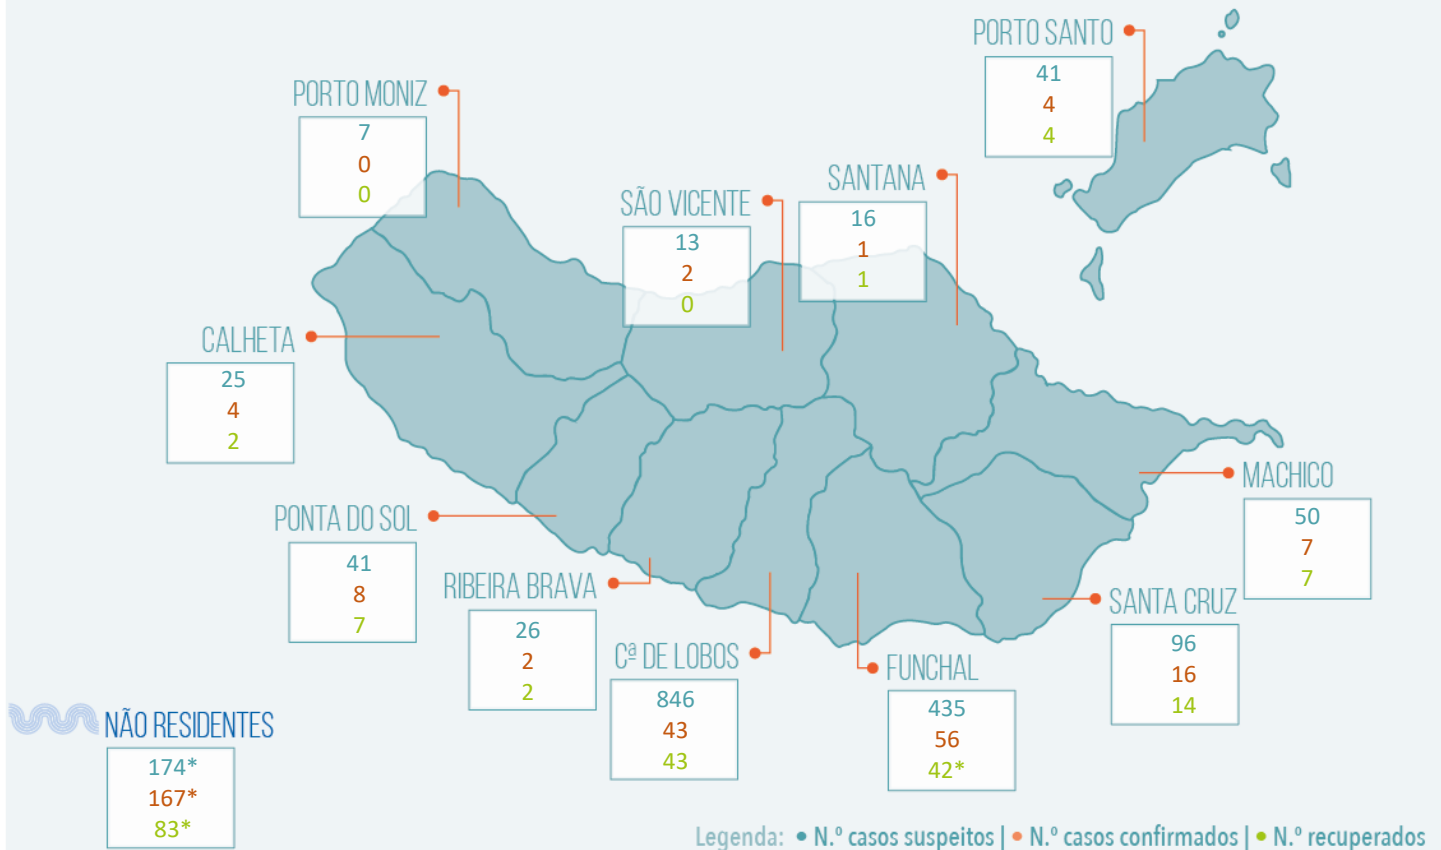 PORTO SANTO
41
4
4
PORTO MONIZ
7
0
0
SANTANA
16
1
1
SÃO VICENTE
13
2
0
CALHETA
25
4
2
MACHICO
50
7
7
PONTA DO SOL
41
8
7
RIBEIRA BRAVA
26
2
2
SANTA CRUZ
96
16
14
Cª DE LOBOS
846
43
43
FUNCHAL
435
56
42*
NÃO RESIDENTES
174*
167*
83*
Legenda: • N.º casos suspeitos | • N.º casos confirmados | • N.º recuperados